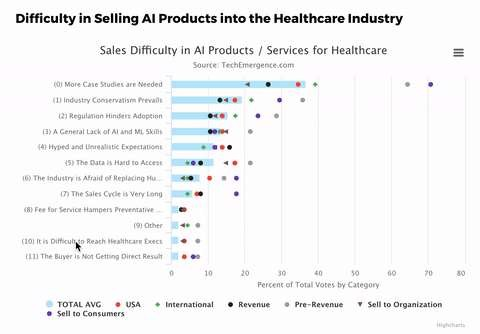 Difficulty in Selling AI Products into the Healthcare Industry
Sales Difficulty in AI Products / Services for Healthcare
Source: TechEmergence.com
(0) More Case Studies are Needed
(1) Industry Conservatism Prevails
(2) Regulation Hinders Adoption
(3) A General Lack of AI and ML Skills
(4) Hyped and Unrealistic Expectations
(5) The Data is Hard to Access
(6) The Industry is Afraid of Replacing Hu...
(7) The Sales Cycle is Very Long
(8) Fee for Service Hampers Preventative ...
(9) Other
(10) It is Difficult to Reach Healthcare Execs
(11) The Buyer is Not Getting Direct Result
0 10 20 30 40 50 60 70 80
Percent of Total Votes by Category
TOTAL AVG USA International Revenue Pre-Revenue Sell to Organization
Sell to Consumers
Highcharts